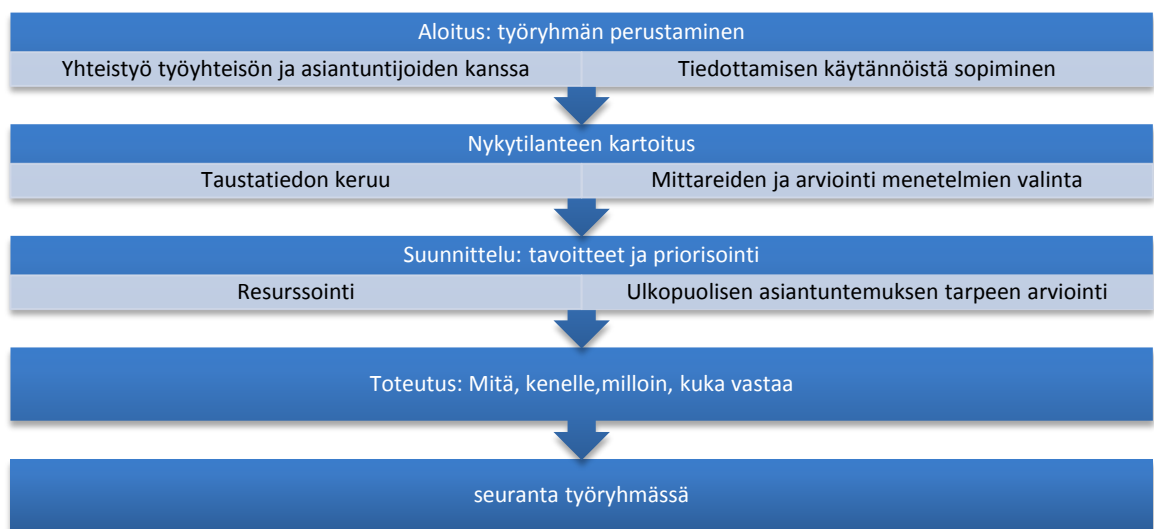 Aloitus: työryhmän perustaminen
Yhteistyö työyhteisön ja asiantuntijoiden kanssa
Tiedottamisen käytännöistä sopiminen
Nykytilanteen kartoitus
Taustatiedon keruu
Mittareiden ja arviointi menetelmien valinta
Suunnittelu: tavoitteet ja priorisointi
Resurssointi
Ulkopuolisen asiantuntemuksen tarpeen arviointi
Toteutus: Mitä, kenelle,milloin, kuka vastaa
seuranta työryhmässä